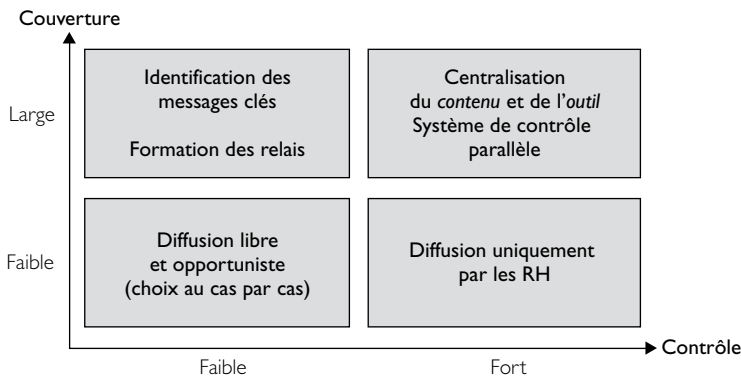 Couverture
Large
Identification des
messages clés
Formation des relais
Centralisation
du contenu et de l'outil
Système de contrôle
parallèle
Faible
Diffusion libre
et opportuniste
(choix au cas par cas)
Diffusion uniquement
par les RH
Contrôle
Faible
Fort